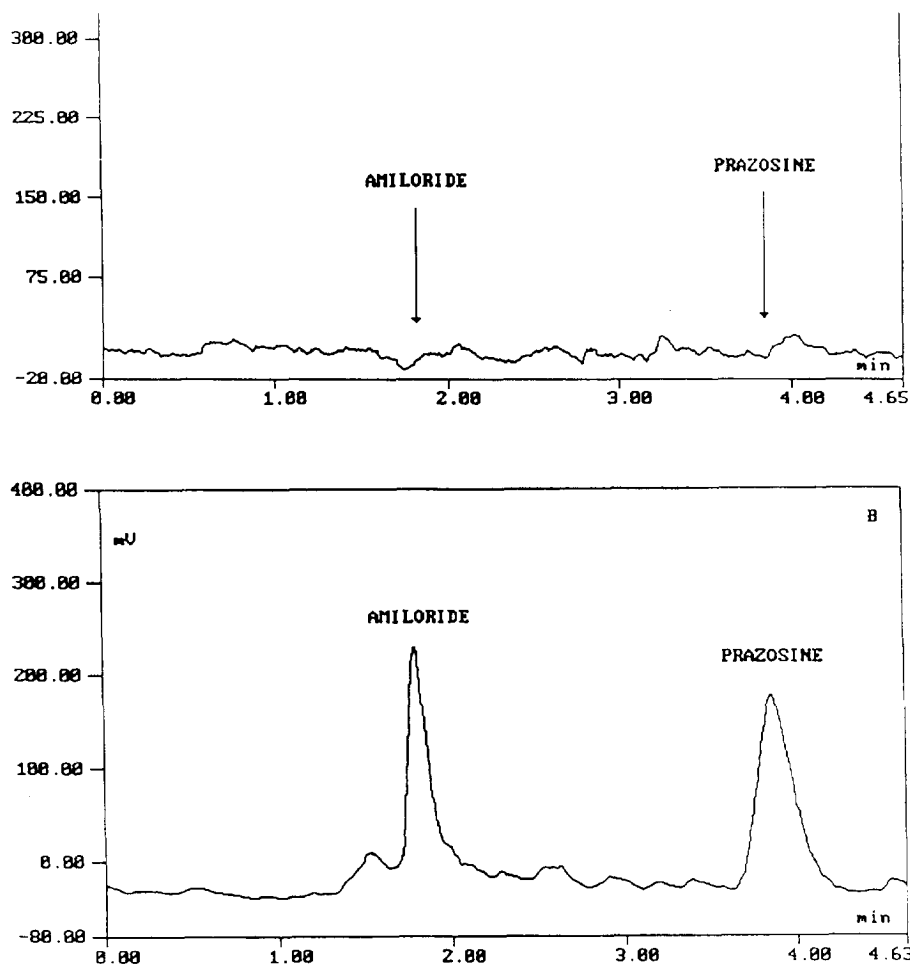 300.00
225.00
AMILORIDE PRAZOSINE
150.00
75.00
-20.00 min
0.00 1.00 2.00 3.00 4.00 4.65
400.00
B
mV
300.00
AMILORIDE
200.00 PRAZOSINE
100.00
0.00
-80.00 min
0.00 1.00 2.00 3.00 4.00 4.63